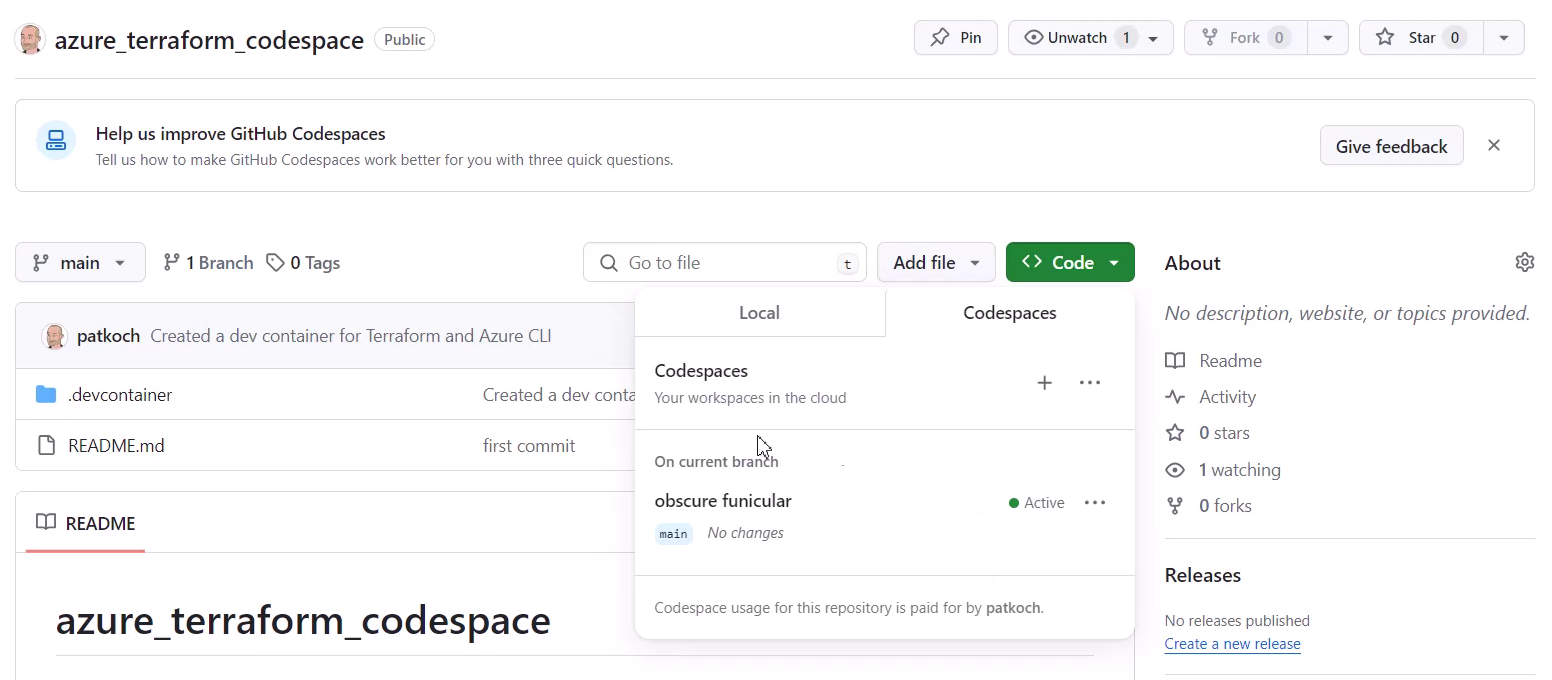 azure_terraform_codespace Public Pin Unwatch 1 Fork 0 Star 0
Help us improve GitHub Codespaces
Tell us how to make GitHub Codespaces work better for you with three quick questions.
Give feedback
main 1 Branch 0 Tags Go to file t Add file Code
Local Codespaces
patkoch Created a dev container for Terraform and Azure CLI
.devcontainer Created a dev conta
README.md first commit
Codespaces
Your workspaces in the cloud
On current branch
obscure funicular Active
main No changes
Codespace usage for this repository is paid for by patkoch.
README
azure_terraform_codespace
About
No description, website, or topics provided.
Readme
Activity
0 stars
1 watching
0 forks
Releases
No releases published
Create a new release